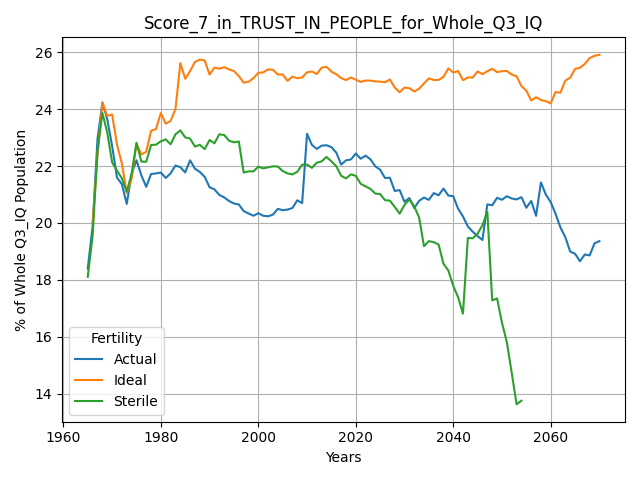 Score_7_in_TRUST_IN_PEOPLE_for_Whole_Q3_IQ
% of Whole Q3_IQ Population
26
24
22
20
18
16
14
Fertility
Actual
Ideal
Sterile
1960 1980 2000 2020 2040 2060
Years